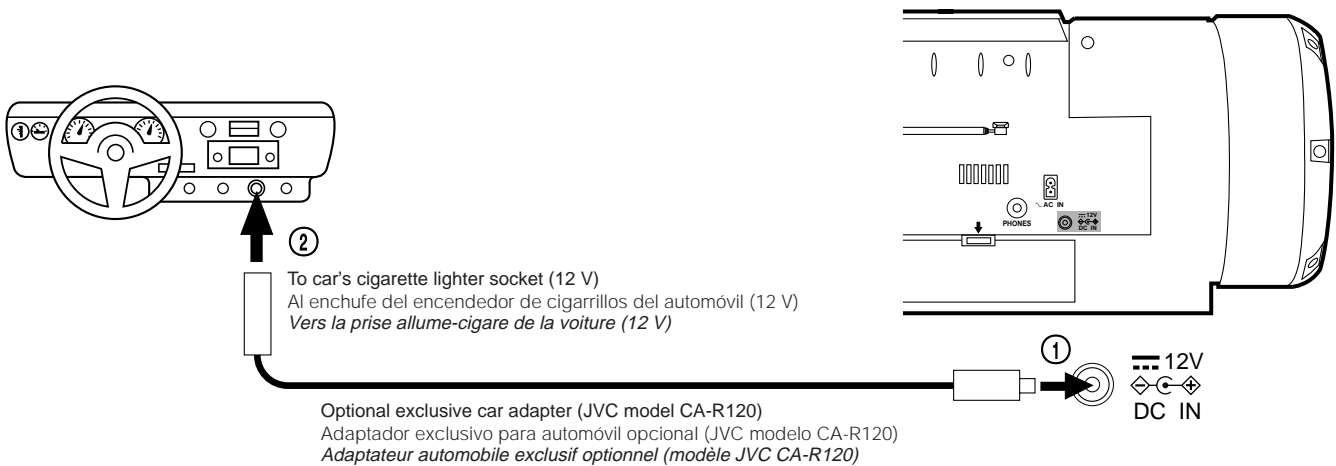 AC IN
PHONES
12V
DC IN
2
To car's cigarette lighter socket (12 V)
Al enchufe del encendedor de cigarrillos del automóvil (12 V)
Vers la prise allume-cigare de la voiture (12 V)
1
12V
DC IN
Optional exclusive car adapter (JVC model CA-R120)
Adaptador exclusivo para automóvil opcional (JVC modelo CA-R120)
Adaptateur automobile exclusif optionnel (modèle JVC CA-R120)